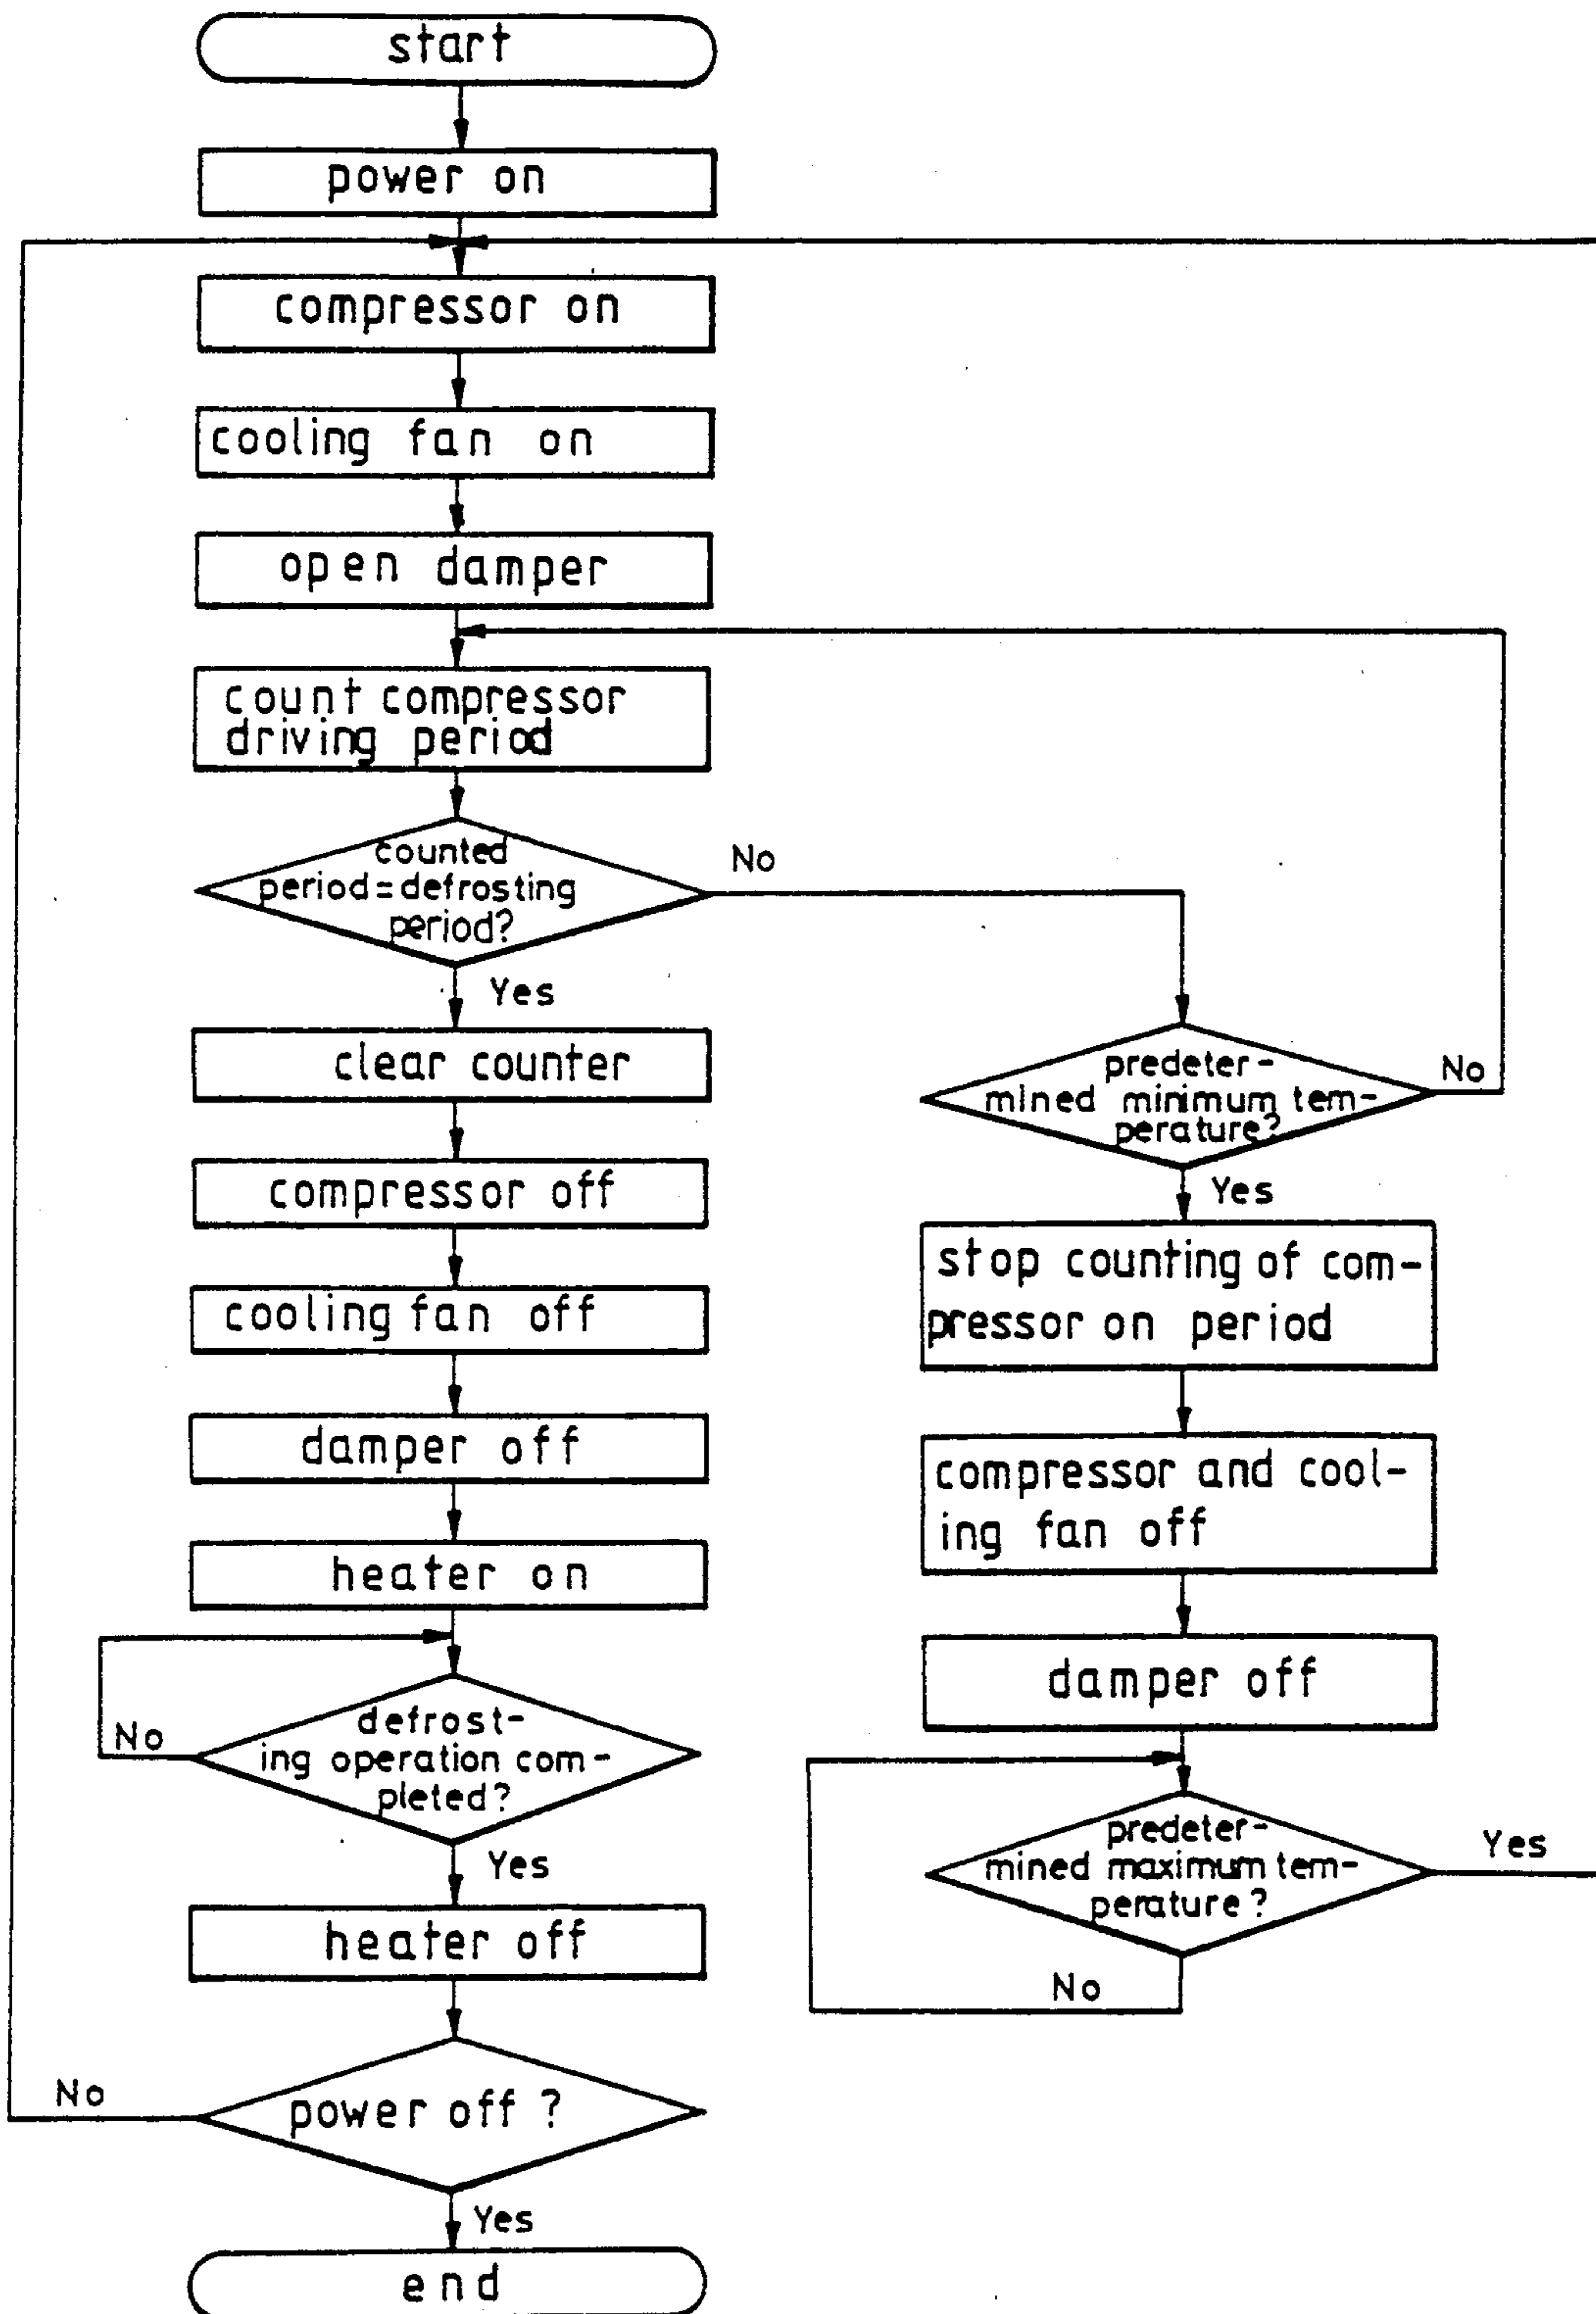 start
power on
compressor on
cooling fan on
open damper
count compressor
driving period
counted
period=defrosting
period?
No
Yes
clear counter
compressor off
cooling fan off
damper off
heater on
defrost-
ing operation com-
pleted?
No
Yes
heater off
power off ?
No
Yes
end
predeter-
mined minimum tem-
perature?
No
Yes
stop counting of com-
pressor on period
compressor and cool-
ing fan off
damper off
predeter-
mined maximum tem-
perature?
Yes
No